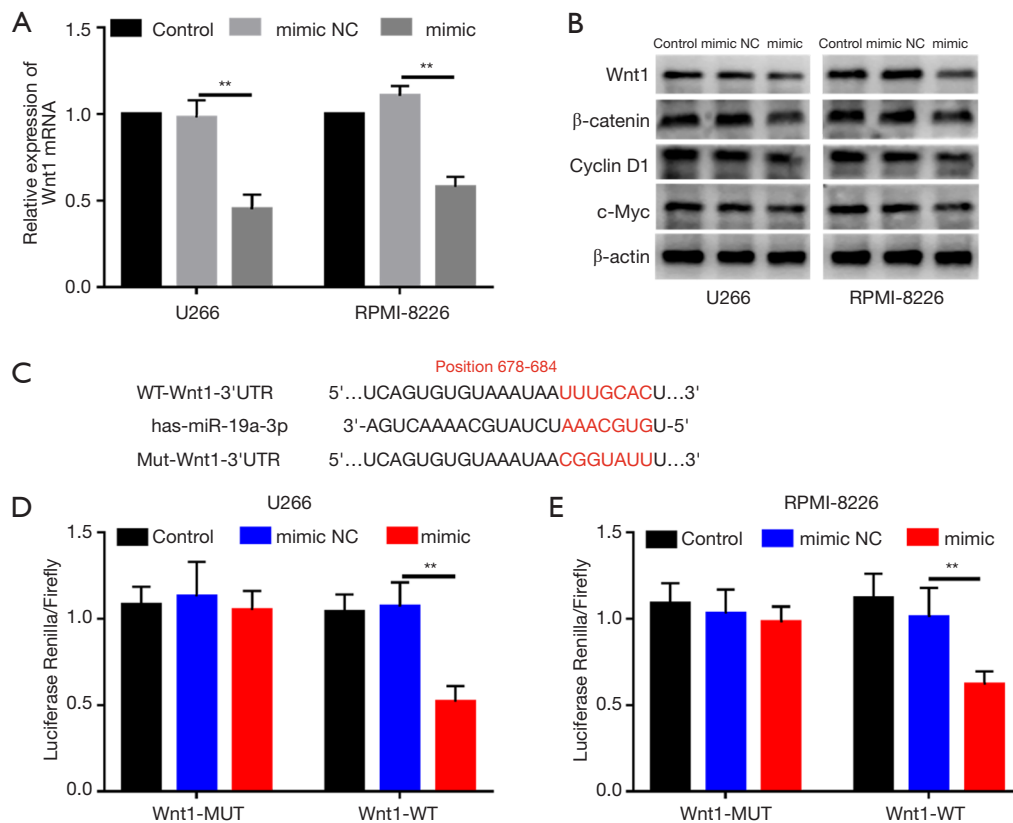 A
Control mimic NC mimic
1.5
1.0
0.5
0.0
Relative expression of
Wnt1 mRNA
** **
U266 RPMI-8226
B
Control mimic NC mimic Control mimic NC mimic
Wnt1
β-catenin
Cyclin D1
c-Myc
β-actin
U266 RPMI-8226
C
Position 678-684
WT-Wnt1-3'UTR 5'...UCAGUGUGUAAAUAAUUUGCACU...3'
has-miR-19a-3p 3'-AGUCAAAACGUAUCUAAACGUGU-5'
Mut-Wnt1-3'UTR 5'...UCAGUGUGUAAAUAACGGUAUUU...3'
D
U266
Control mimic NC mimic
1.5
1.0
0.5
0.0
Luciferase Renilla/Firefly
**
Wnt1-MUT Wnt1-WT
E
RPMI-8226
Control mimic NC mimic
1.5
1.0
0.5
0.0
Luciferase Renilla/Firefly
**
Wnt1-MUT Wnt1-WT